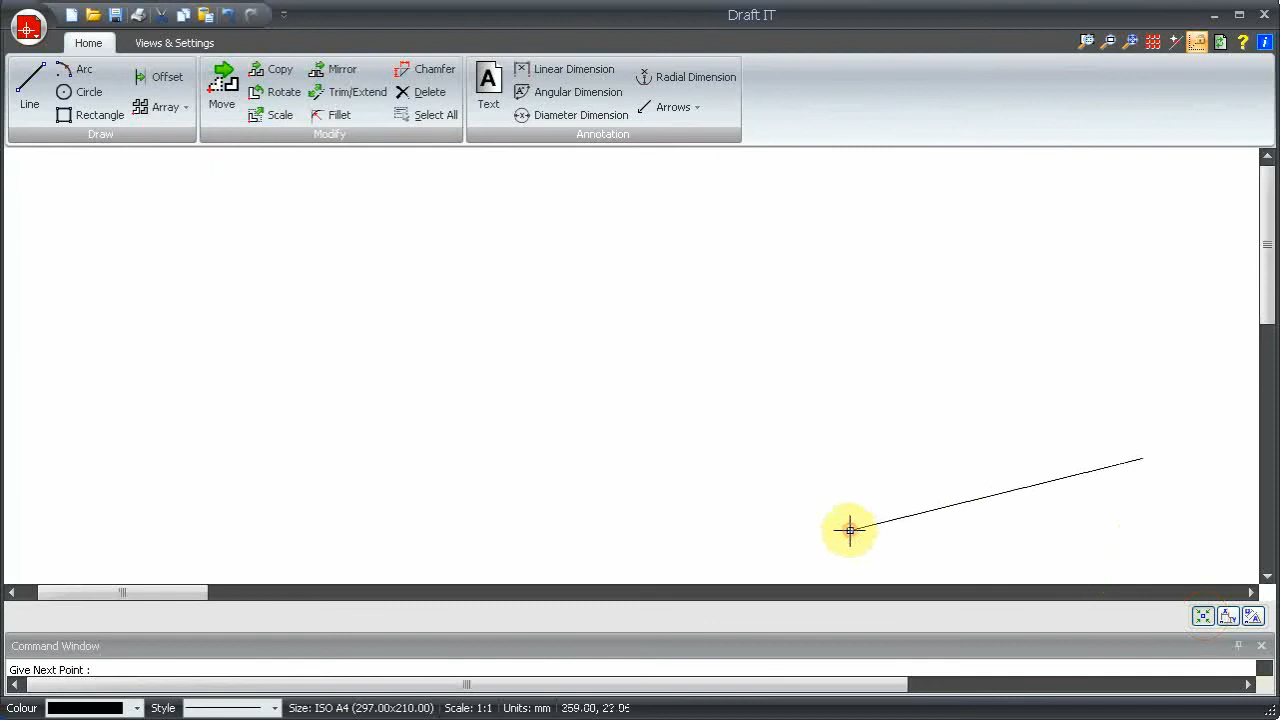 Draft IT
Home Views & Settings
Line
Arc
Circle
Rectangle
Offset
Array
Draw
Move
Copy
Rotate
Scale
Mirror
Trim/Extend
Fillet
Chamfer
Delete
Select All
Modify
Text
Linear Dimension
Angular Dimension
Diameter Dimension
Radial Dimension
Arrows
Annotation
Command Window
Give Next Point :
Colour Style Size: ISO A4 (297.00x210.00) Scale: 1:1 Units: mm 259.00,